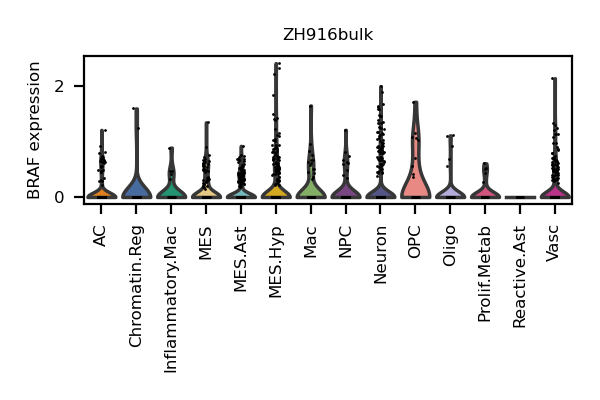 ZH916bulk
BRAF expression
2
0
AC
Chromatin.Reg
Inflammatory.Mac
MES
MES.Ast
MES.Hyp
Mac
NPC
Neuron
OPC
Oligo
Prolif.Metab
Reactive.Ast
Vasc